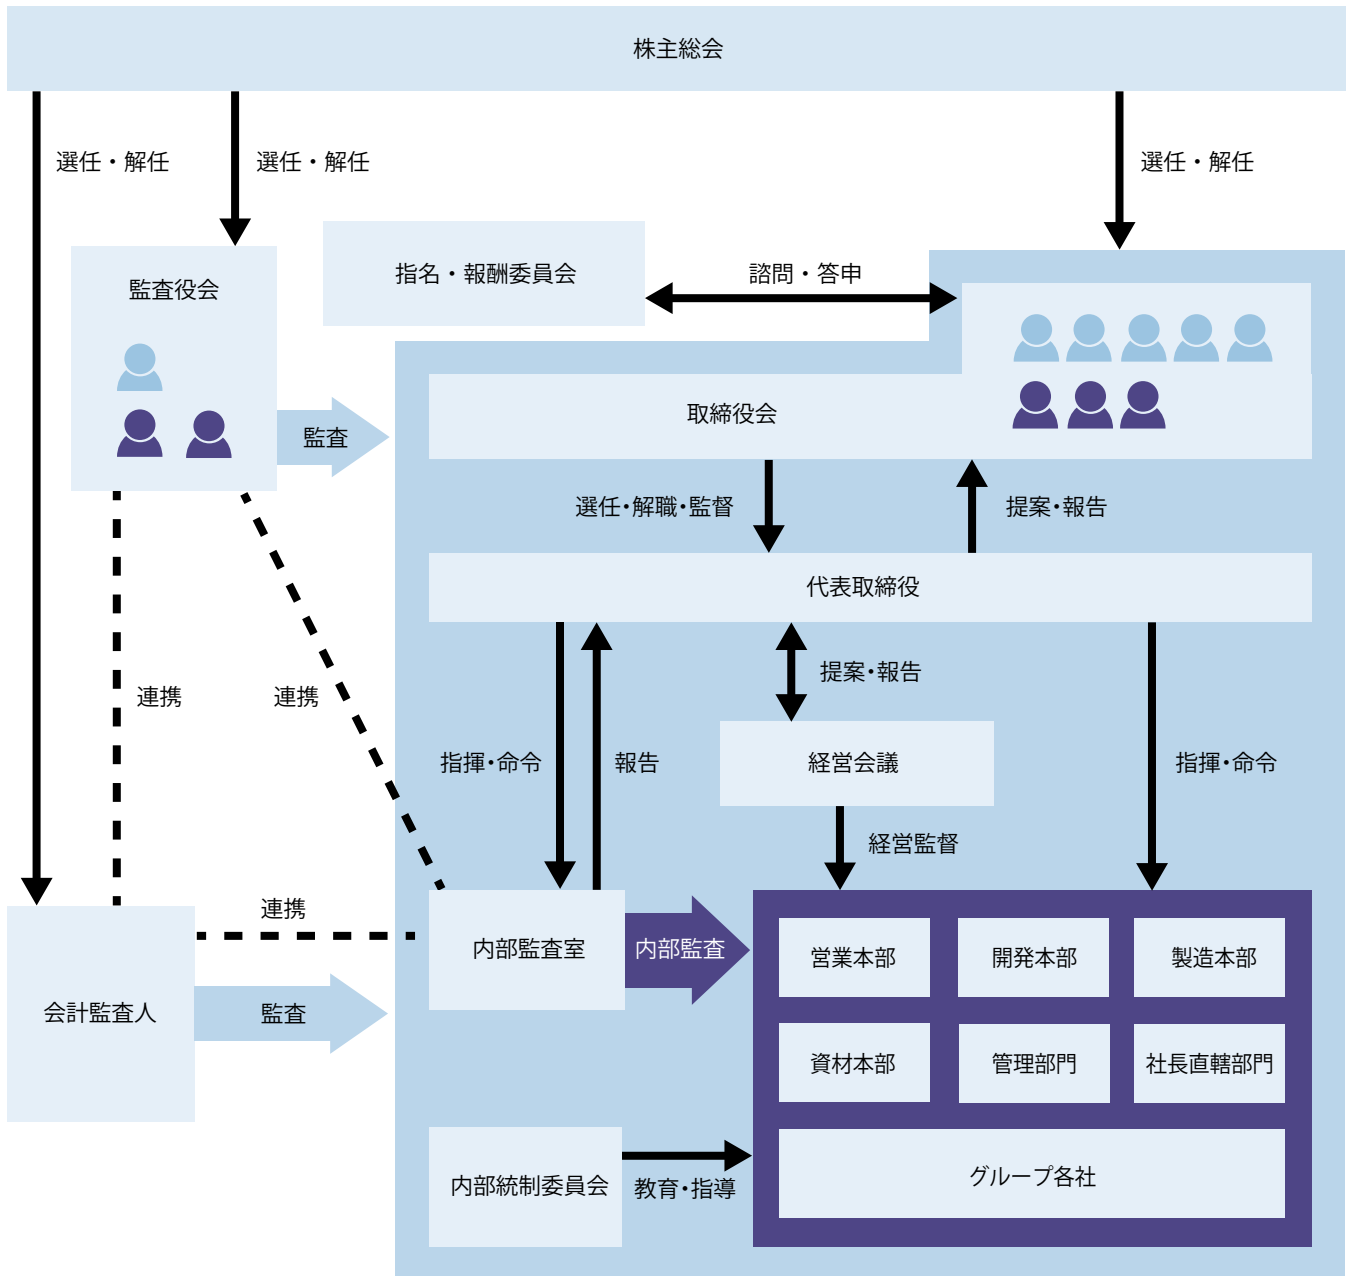 株主総会
選任・解任
選任・解任
選任・解任
監査役会
指名・報酬委員会
諮問・答申
取締役会
監査
選任・解職・監督
提案・報告
代表取締役
提案・報告
連携
連携
指揮・命令
報告
経営会議
指揮・命令
経営監督
連携
内部監査室
内部監査
営業本部
開発本部
製造本部
会計監査人
監査
資材本部
管理部門
社長直轄部門
内部統制委員会
教育・指導
グループ各社